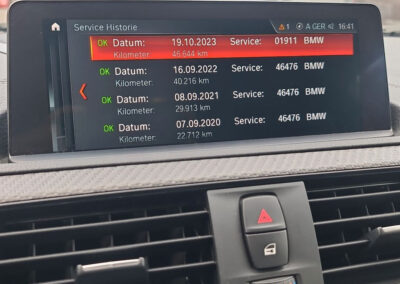 Service Historie 1 A GER 16:41
OK Datum: 19.10.2023 Service: 01911 BMW
Kilometer: 46.644 km
OK Datum: 16.09.2022 Service: 46476 BMW
Kilometer: 40.216 km
OK Datum: 08.09.2021 Service: 46476 BMW
Kilometer: 29.913 km
OK Datum: 07.09.2020 Service: 46476 BMW
Kilometer: 22.712 km